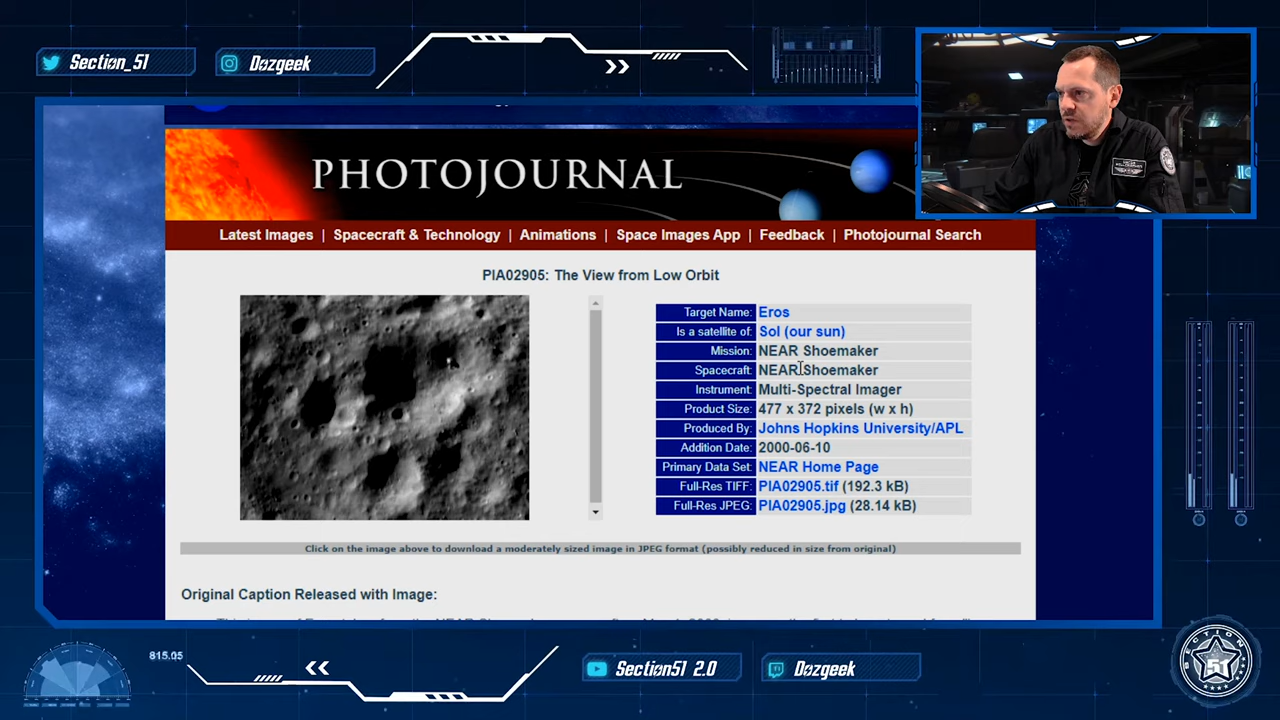 Section_51
Dazgeek
PHOTOJOURNAL
Latest Images | Spacecraft & Technology | Animations | Space Images App | Feedback | Photojournal Search
PIA02905: The View from Low Orbit
Target Name: Eros
Is a satellite of: Sol (our sun)
Mission: NEAR Shoemaker
Spacecraft: NEAR Shoemaker
Instrument: Multi-Spectral Imager
Product Size: 477 x 372 pixels (w x h)
Produced By: Johns Hopkins University/APL
Addition Date: 2000-06-10
Primary Data Set: NEAR Home Page
Full-Res TIFF: PIA02905.tif (192.3 kB)
Full-Res JPEG: PIA02905.jpg (28.14 kB)
Click on the image above to download a moderately sized image in JPEG format (possibly reduced in size from original)
Original Caption Released with Image:
815.05
Section51 2.0
Dazgeek
SECTION
51